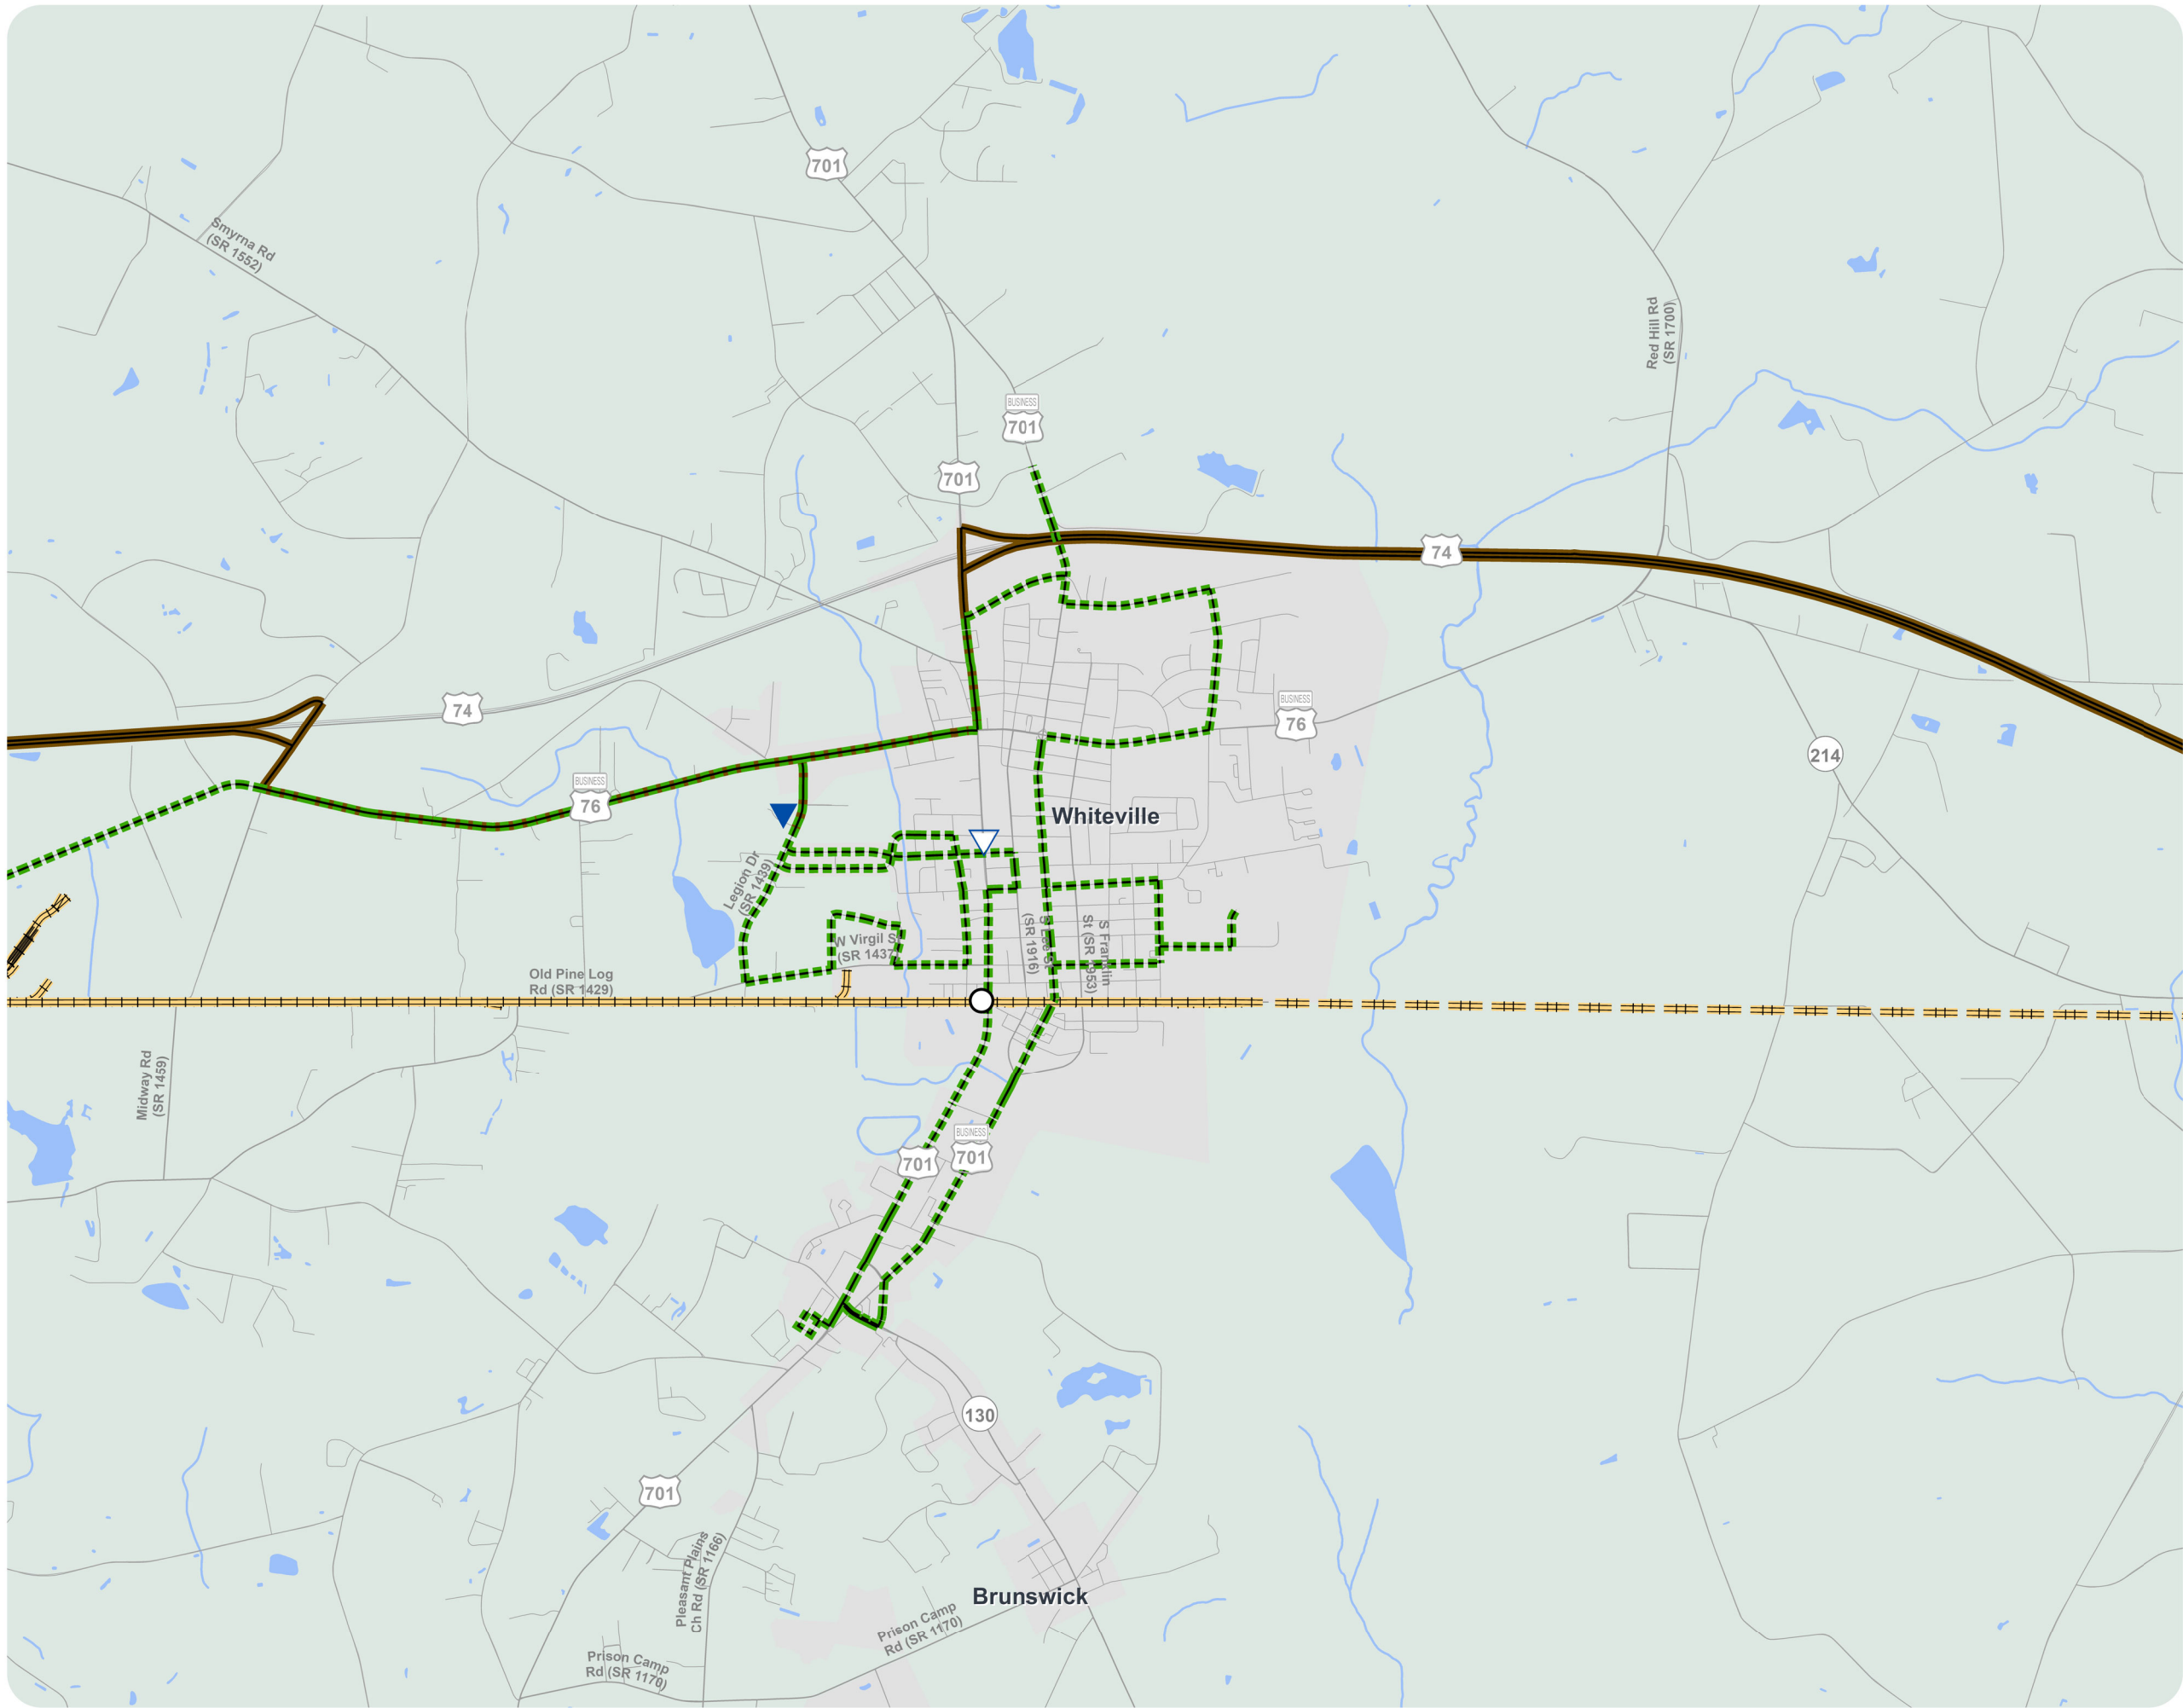 701
Smyrna Rd
(SR 1552)
Red Hill Rd
(SR 1700)
BUSINESS
701
701
74
74
BUSINESS
76
214
BUSINESS
76
Whiteville
Legion Dr
(SR 1439)
W Virgil St
(SR 1437)
(SR 1916)
S Franklin
St (SR 1953)
Old Pine Log
Rd (SR 1429)
Midway Rd
(SR 1459)
BUSINESS
701
701
130
701
Pleasant Plains
Ch Rd (SR 1166)
Brunswick
Prison Camp
Rd (SR 1170)
Prison Camp
Rd (SR 1170)